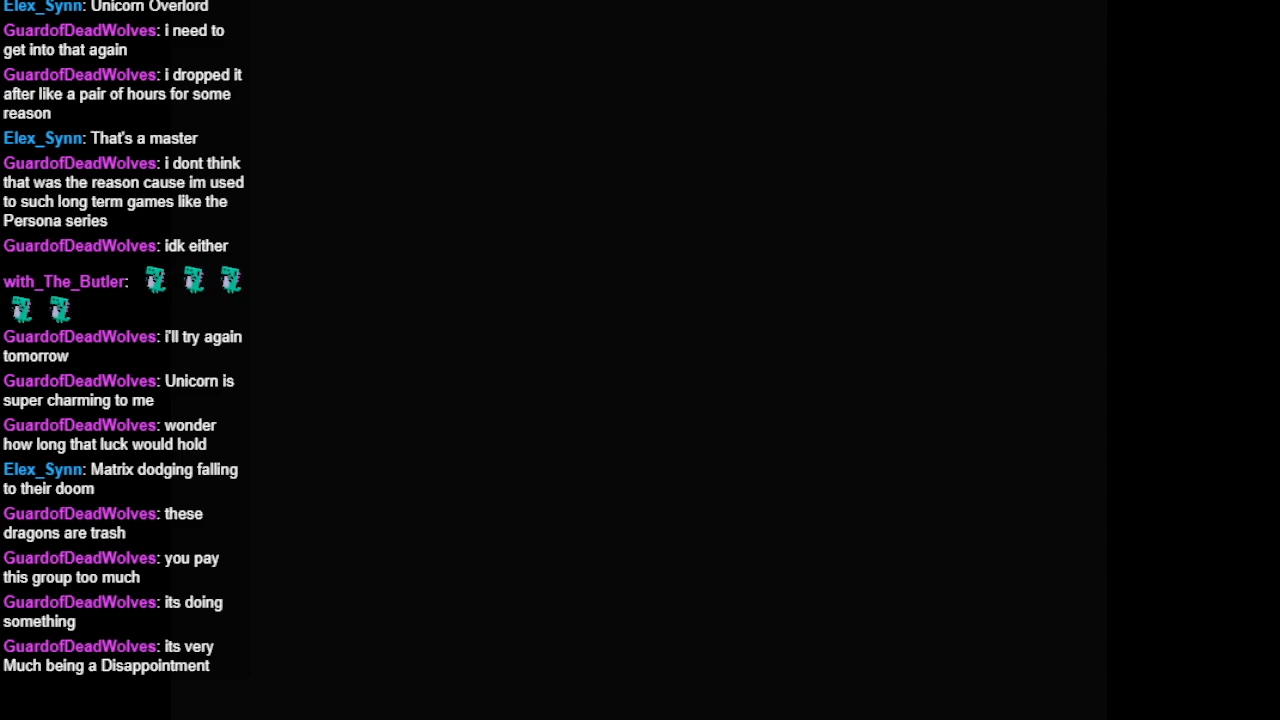 Elex_Synn: Unicorn Overlord
GuardofDeadWolves: i need to
get into that again
GuardofDeadWolves: i dropped it
after like a pair of hours for some
reason
Elex_Synn: That's a master
GuardofDeadWolves: i dont think
that was the reason cause im used
to such long term games like the
Persona series
GuardofDeadWolves: idk either
with_The_Butler:
GuardofDeadWolves: i'll try again
tomorrow
GuardofDeadWolves: Unicorn is
super charming to me
GuardofDeadWolves: wonder
how long that luck would hold
Elex_Synn: Matrix dodging falling
to their doom
GuardofDeadWolves: these
dragons are trash
GuardofDeadWolves: you pay
this group too much
GuardofDeadWolves: its doing
something
GuardofDeadWolves: its very
Much being a Disappointment